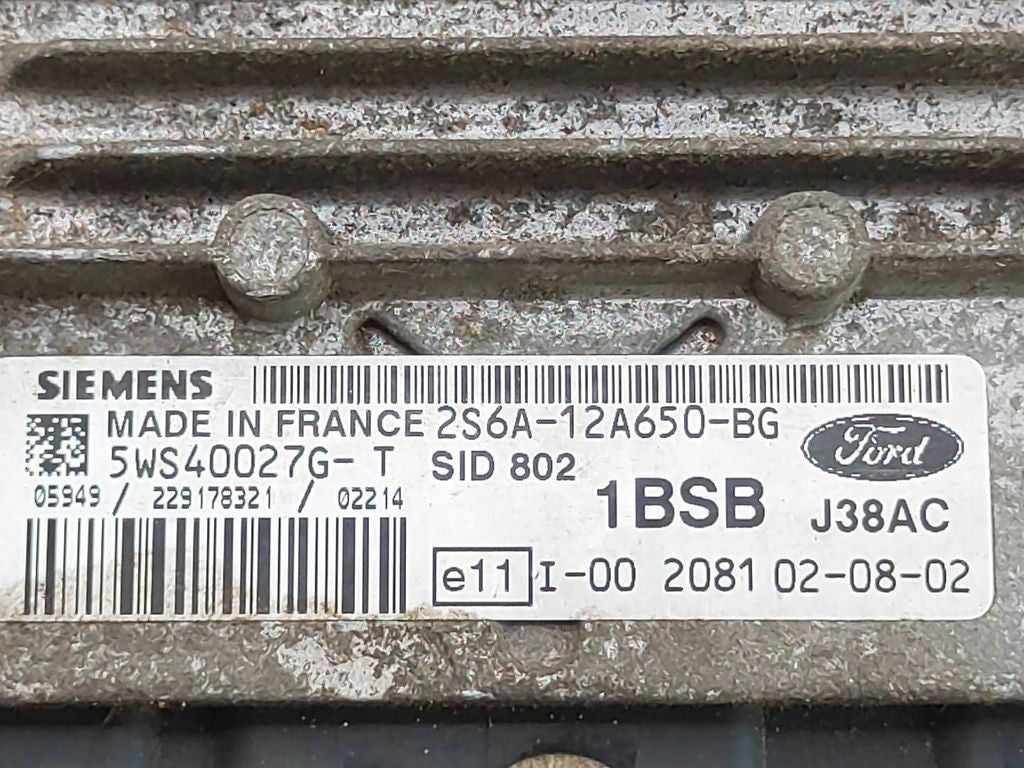 SIEMENS
MADE IN FRANCE 2S6A-12A650-BG
Ford
5WS40027G- T SID 802
05949 / 229178321 / 02214
1BSB J38AC
e11 I-00 2081 02-08-02